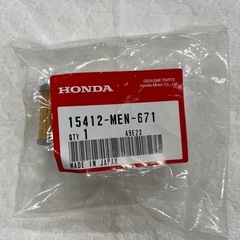 HONDA
GENUINE PARTS
Honda Motor Co., Ltd.
15412-MEN-671
QTY 1 A9E23
MADE IN JAPAN